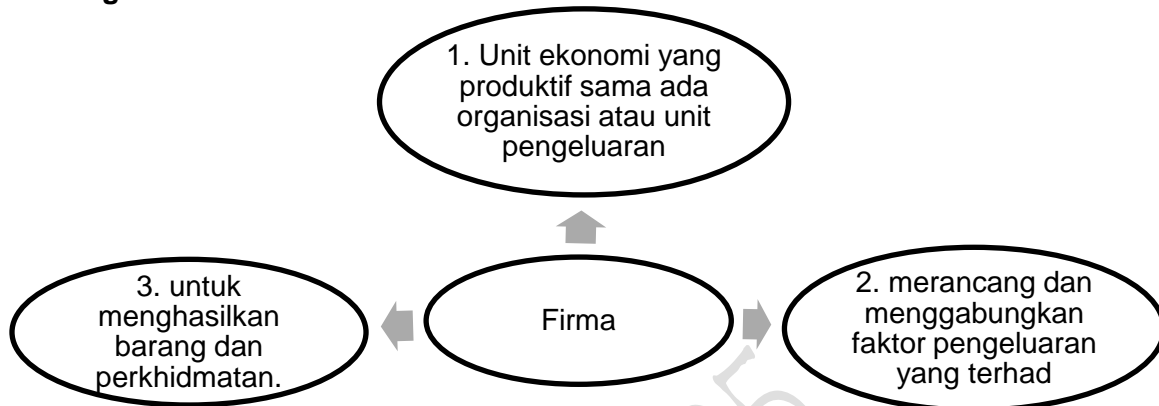 1. Unit ekonomi yang
produktif sama ada
organisasi atau unit
pengeluaran
Firma
2. merancang dan
menggabungkan
faktor pengeluaran
yang terhad
3. untuk
menghasilkan
barang dan
perkhidmatan.